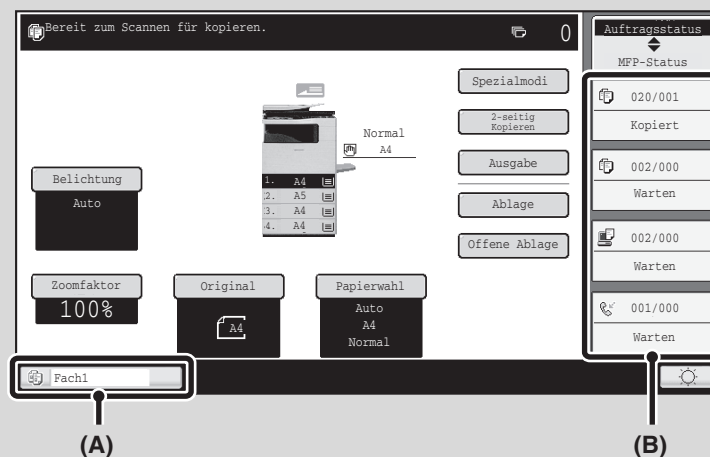 Bereit zum Scannen für kopieren.
0
Auftragsstatus
MFP-Status
020/001
Kopiert
002/000
Warten
002/000
Warten
001/000
Warten
Spezialmodi
2-seitig
Kopieren
Ausgabe
Ablage
Offene Ablage
Normal
A4
1. A4
2. A5
3. A4
4. A4
Belichtung
Auto
Zoomfaktor
100%
Original
A4
Papierwahl
Auto
A4
Normal
Fach1
(A)
(B)